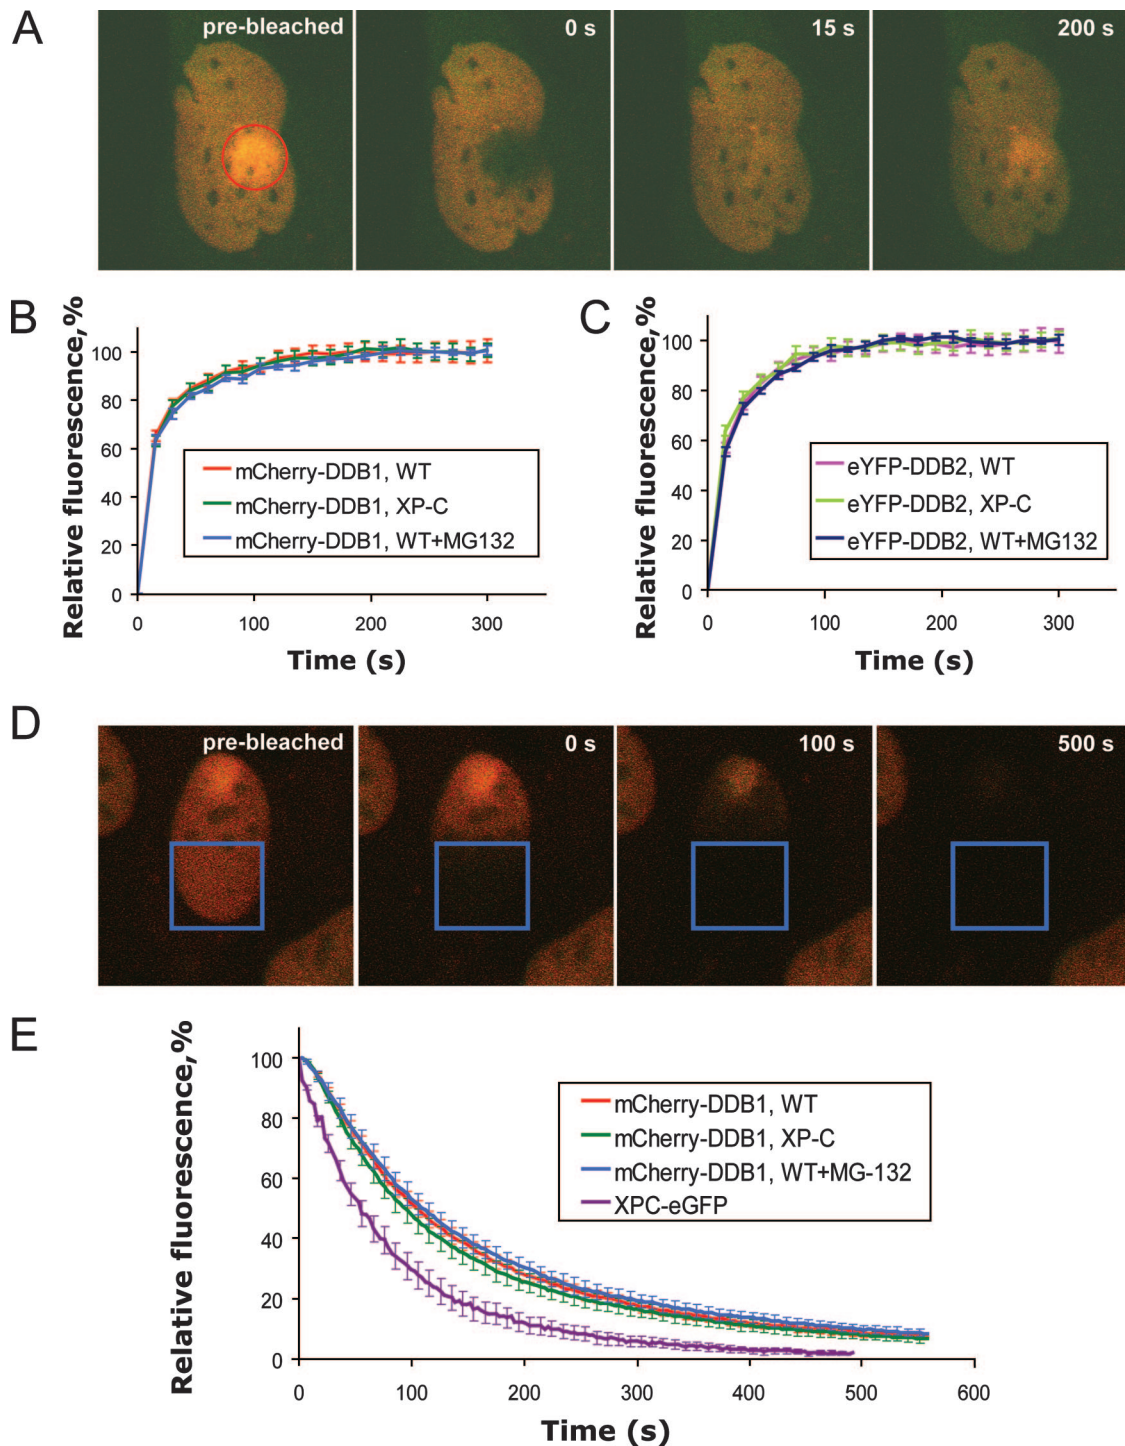 A
pre-bleached
0 s
15 s
200 s
B
Relative fluorescence,%
100
80
60
40
20
0
mCherry-DDB1, WT
mCherry-DDB1, XP-C
mCherry-DDB1, WT+MG132
0
100
200
300
Time (s)
C
Relative fluorescence,%
100
80
60
40
20
0
eYFP-DDB2, WT
eYFP-DDB2, XP-C
eYFP-DDB2, WT+MG132
0
100
200
300
Time (s)
D
pre-bleached
0 s
100 s
500 s
E
Relative fluorescence,%
100
80
60
40
20
0
mCherry-DDB1, WT
mCherry-DDB1, XP-C
mCherry-DDB1, WT+MG-132
XPC-eGFP
0
100
200
300
400
500
600
Time (s)